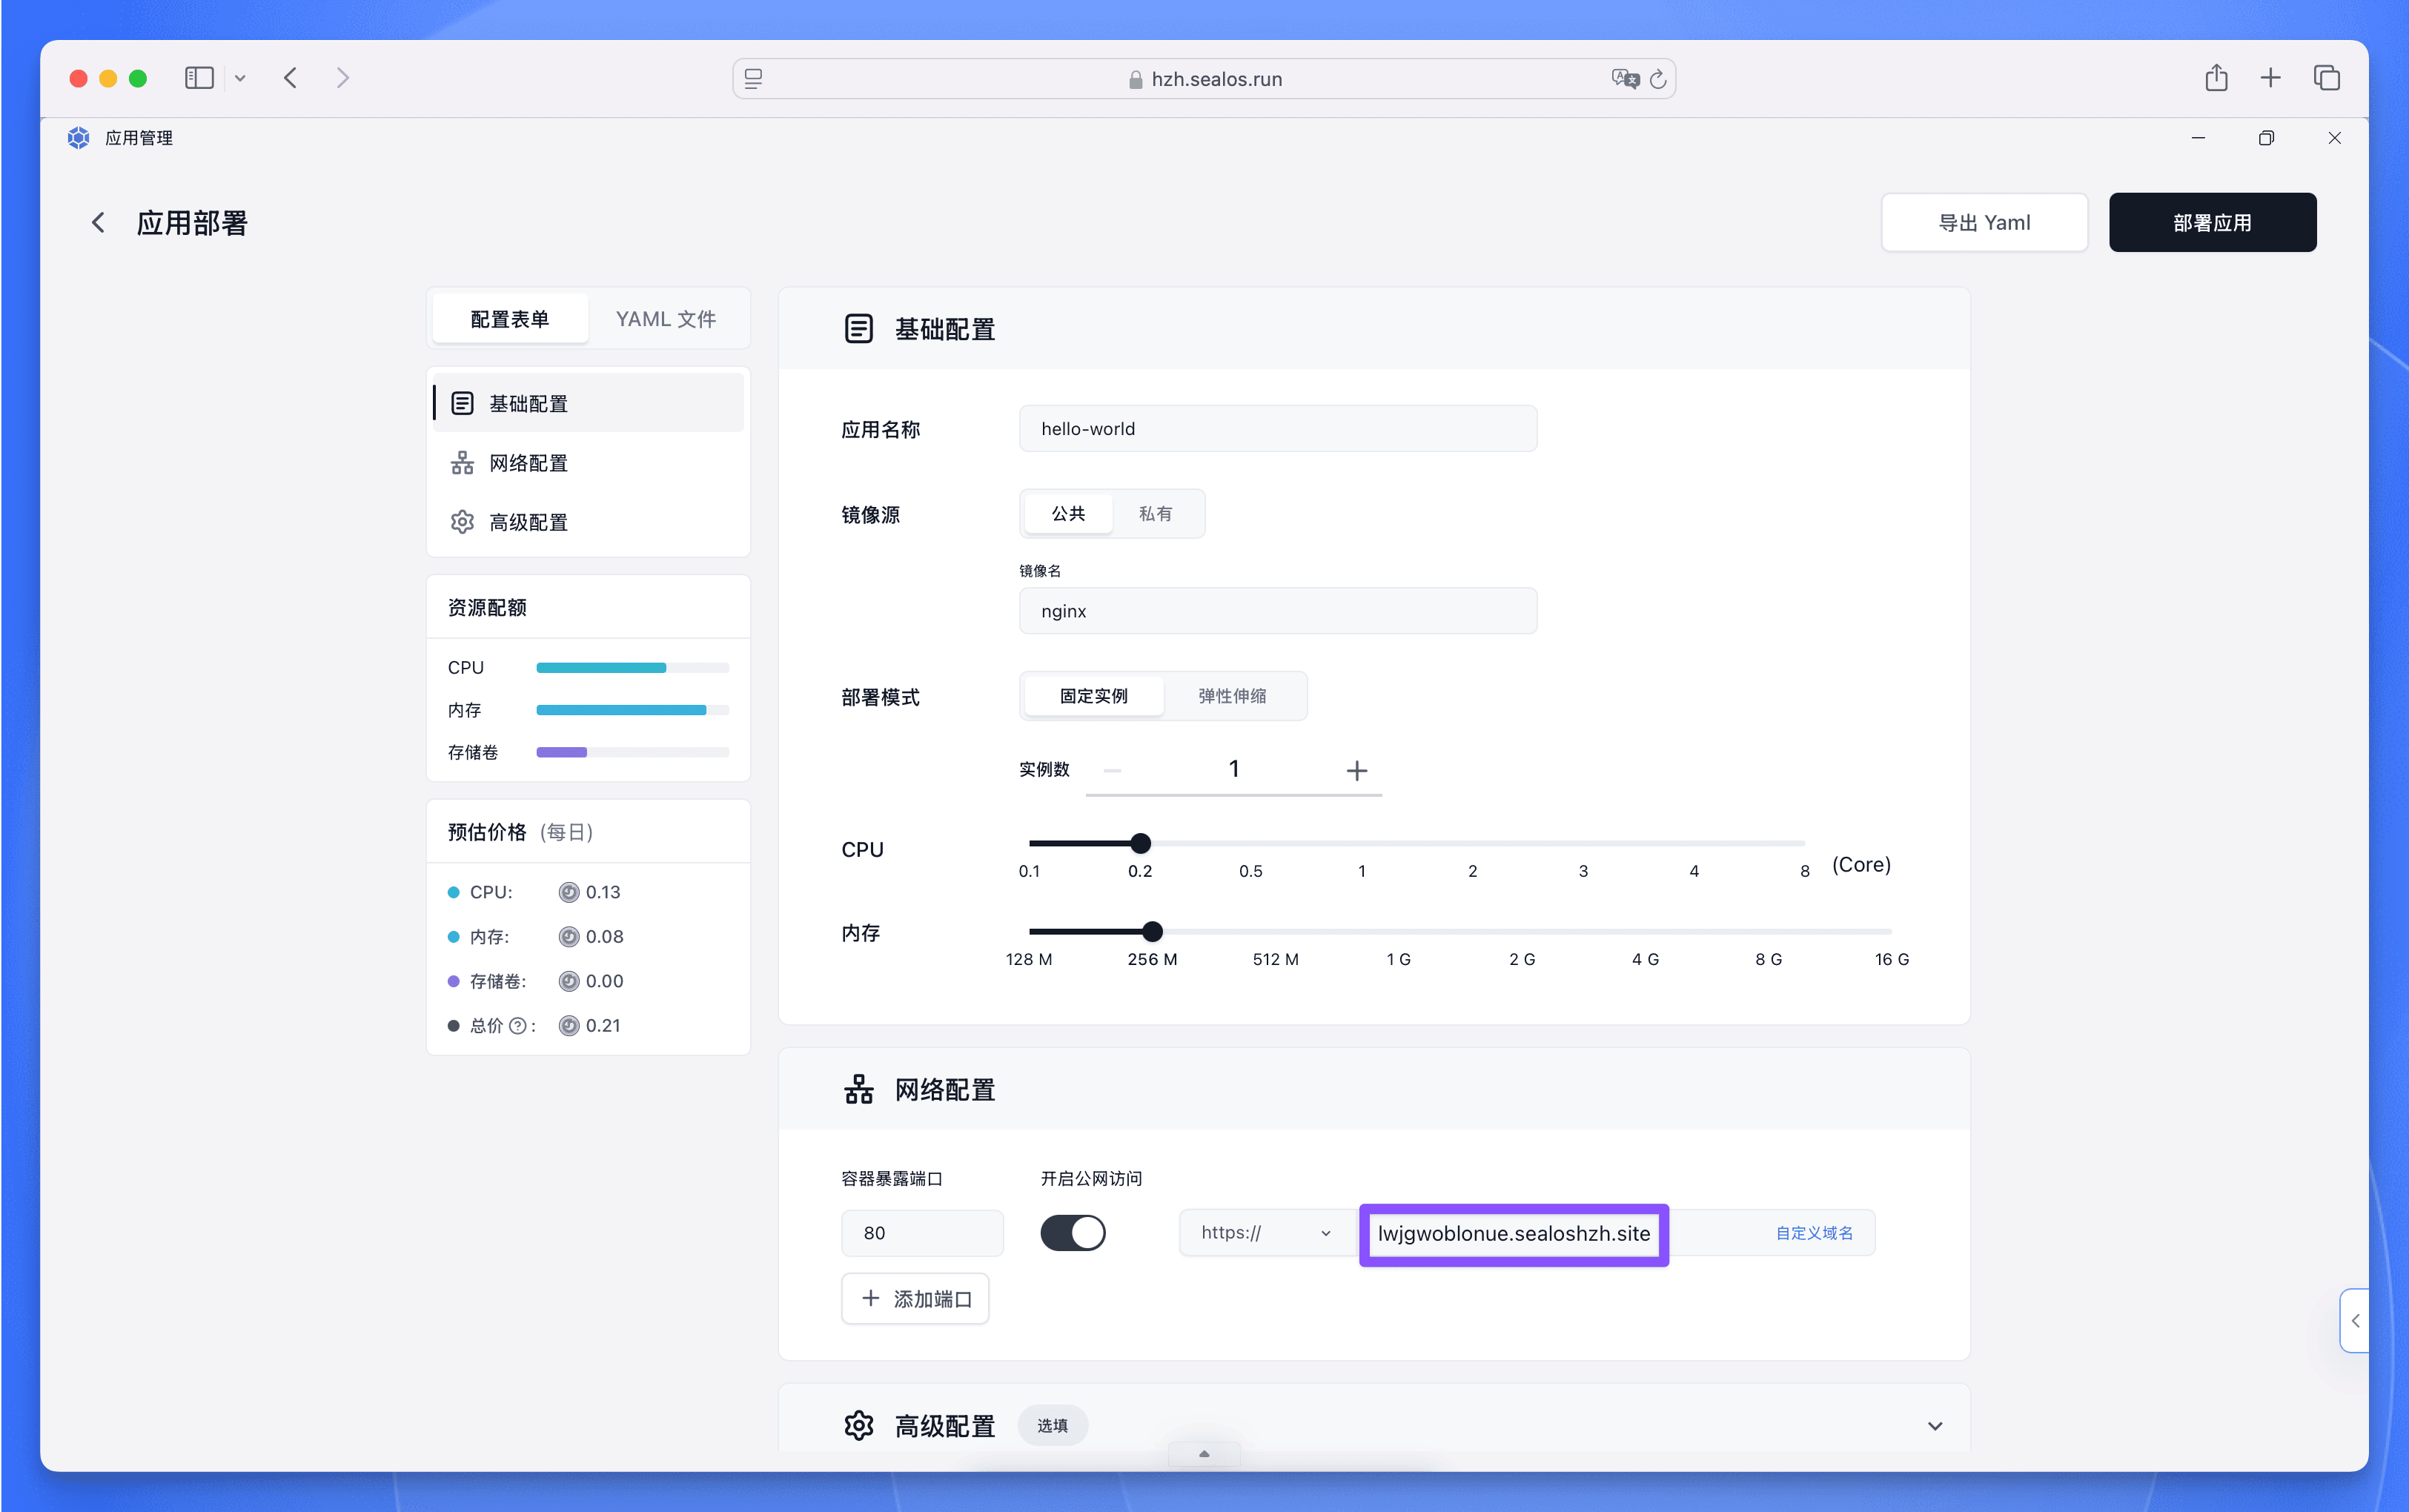 hzh.sealos.run
应用管理
应用部署
导出 Yaml
部署应用
配置表单
YAML 文件
基础配置
网络配置
高级配置
资源配额
CPU
内存
存储卷
预估价格 (每日)
CPU: 0.13
内存: 0.08
存储卷: 0.00
总价 ? : 0.21
基础配置
应用名称
hello-world
镜像源
公共
私有
镜像名
nginx
部署模式
固定实例
弹性伸缩
实例数
1
CPU
0.1 0.2 0.5 1 2 3 4 8
(Core)
内存
128 M 256 M 512 M 1 G 2 G 4 G 8 G 16 G
网络配置
容器暴露端口
开启公网访问
80
https://
lwjgwoblonue.sealoshzh.site
自定义域名
添加端口
高级配置
选填